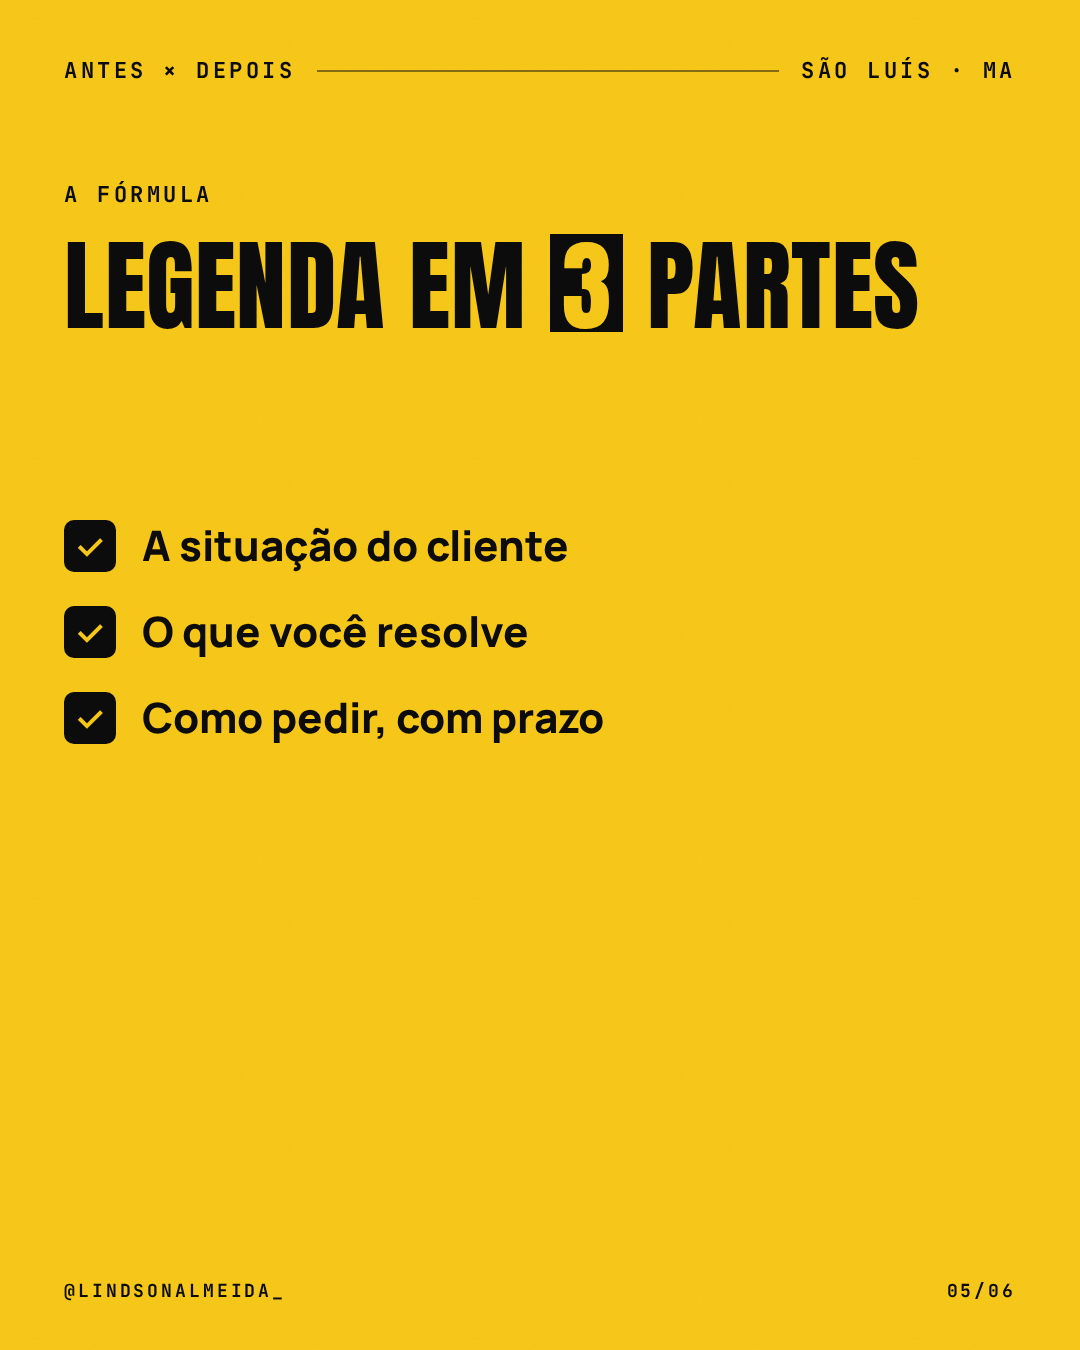 ANTES × DEPOIS
SÃO LUÍS · MA
A FÓRMULA
LEGENDA EM 3 PARTES
A situação do cliente
O que você resolve
Como pedir, com prazo
@LINDSONALMEIDA_
05/06